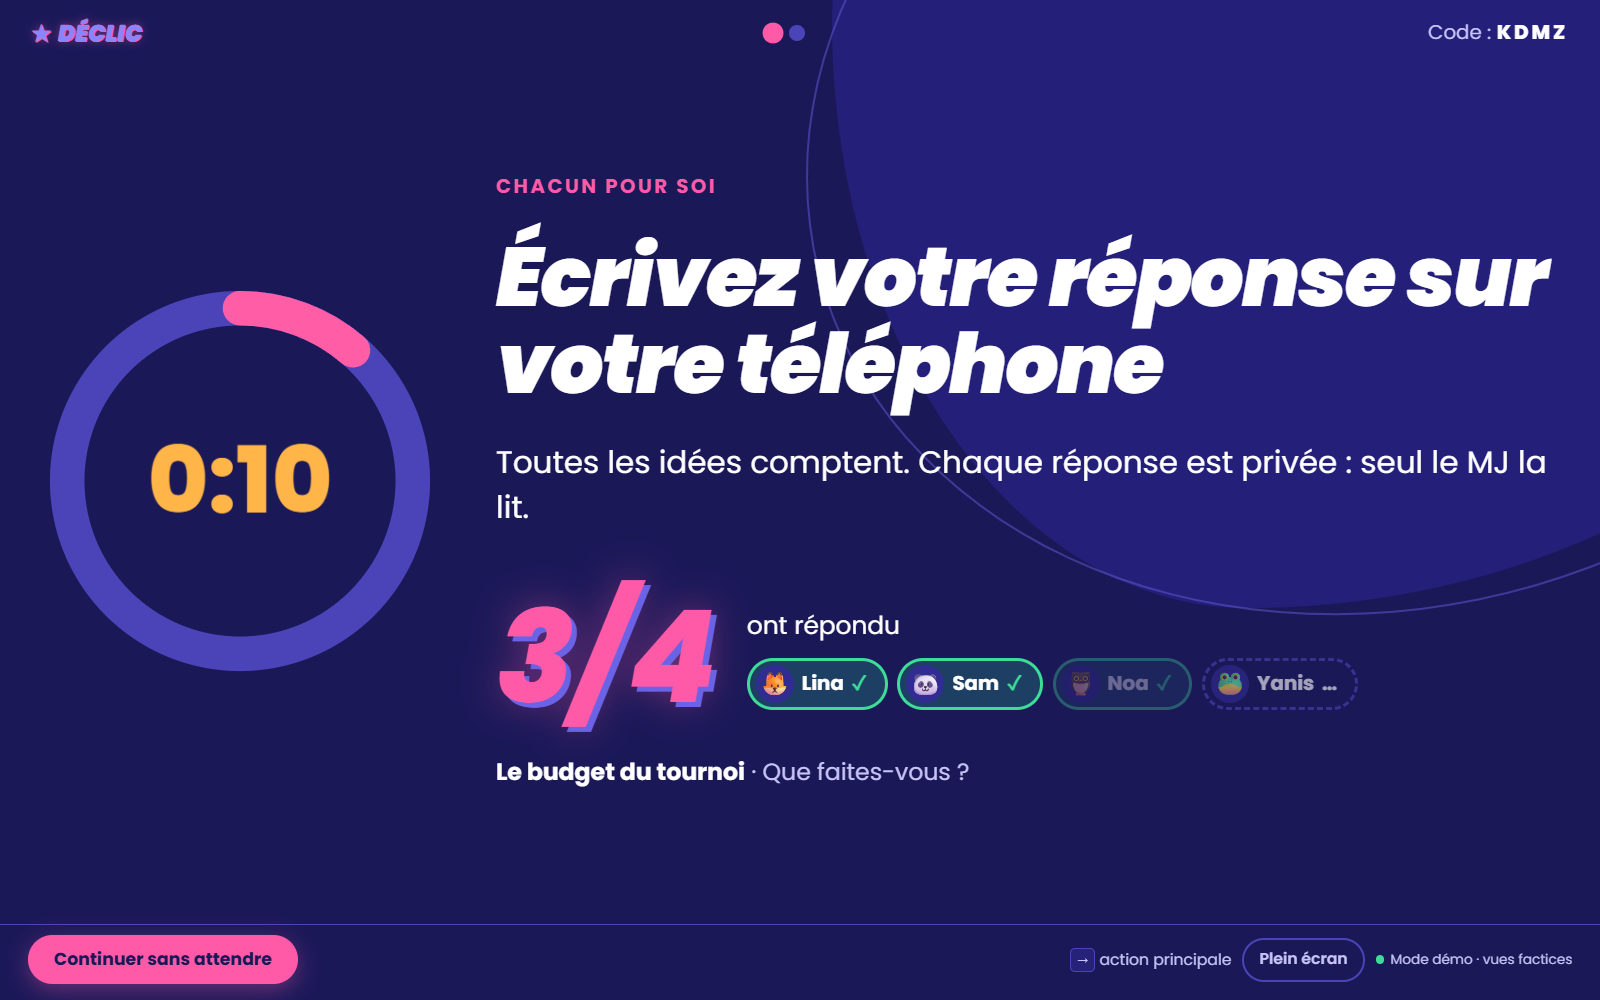 ★ DÉCLIC
Code : KDMZ
CHACUN POUR SOI
Écrivez votre réponse sur
votre téléphone
Toutes les idées comptent. Chaque réponse est privée : seul le MJ la
lit.
0:10
3/4
ont répondu
Lina ✓ Sam ✓ Noa ✓ Yanis ...
Le budget du tournoi · Que faites-vous ?
Continuer sans attendre
→ action principale Plein écran Mode démo · vues factices